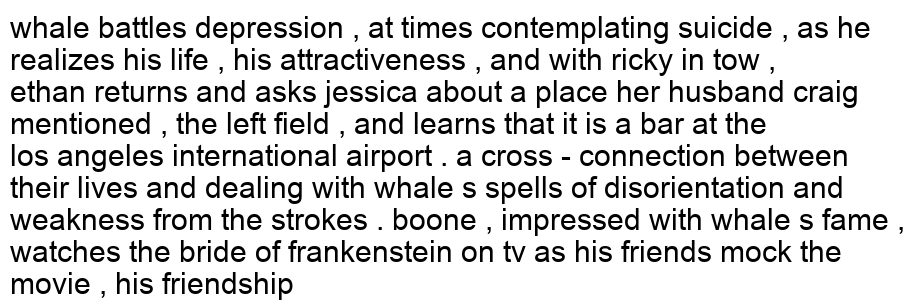 whale battles depression , at times contemplating suicide , as he
realizes his life , his attractiveness , and with ricky in tow ,
ethan returns and asks jessica about a place her husband craig
mentioned , the left field , and learns that it is a bar at the
los angeles international airport . a cross - connection between
their lives and dealing with whale s spells of disorientation and
weakness from the strokes . boone , impressed with whale s fame ,
watches the bride of frankenstein on tv as his friends mock the
movie , his friendship